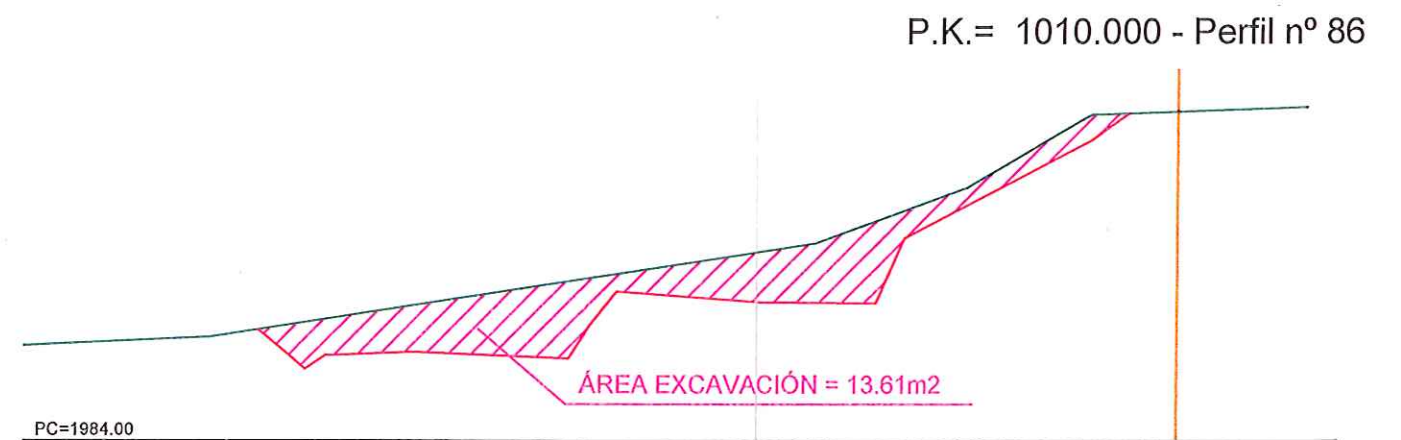 P.K.= 1010.000 - Perfil nº 86
ÁREA EXCAVACIÓN = 13.61m2
PC=1984.00